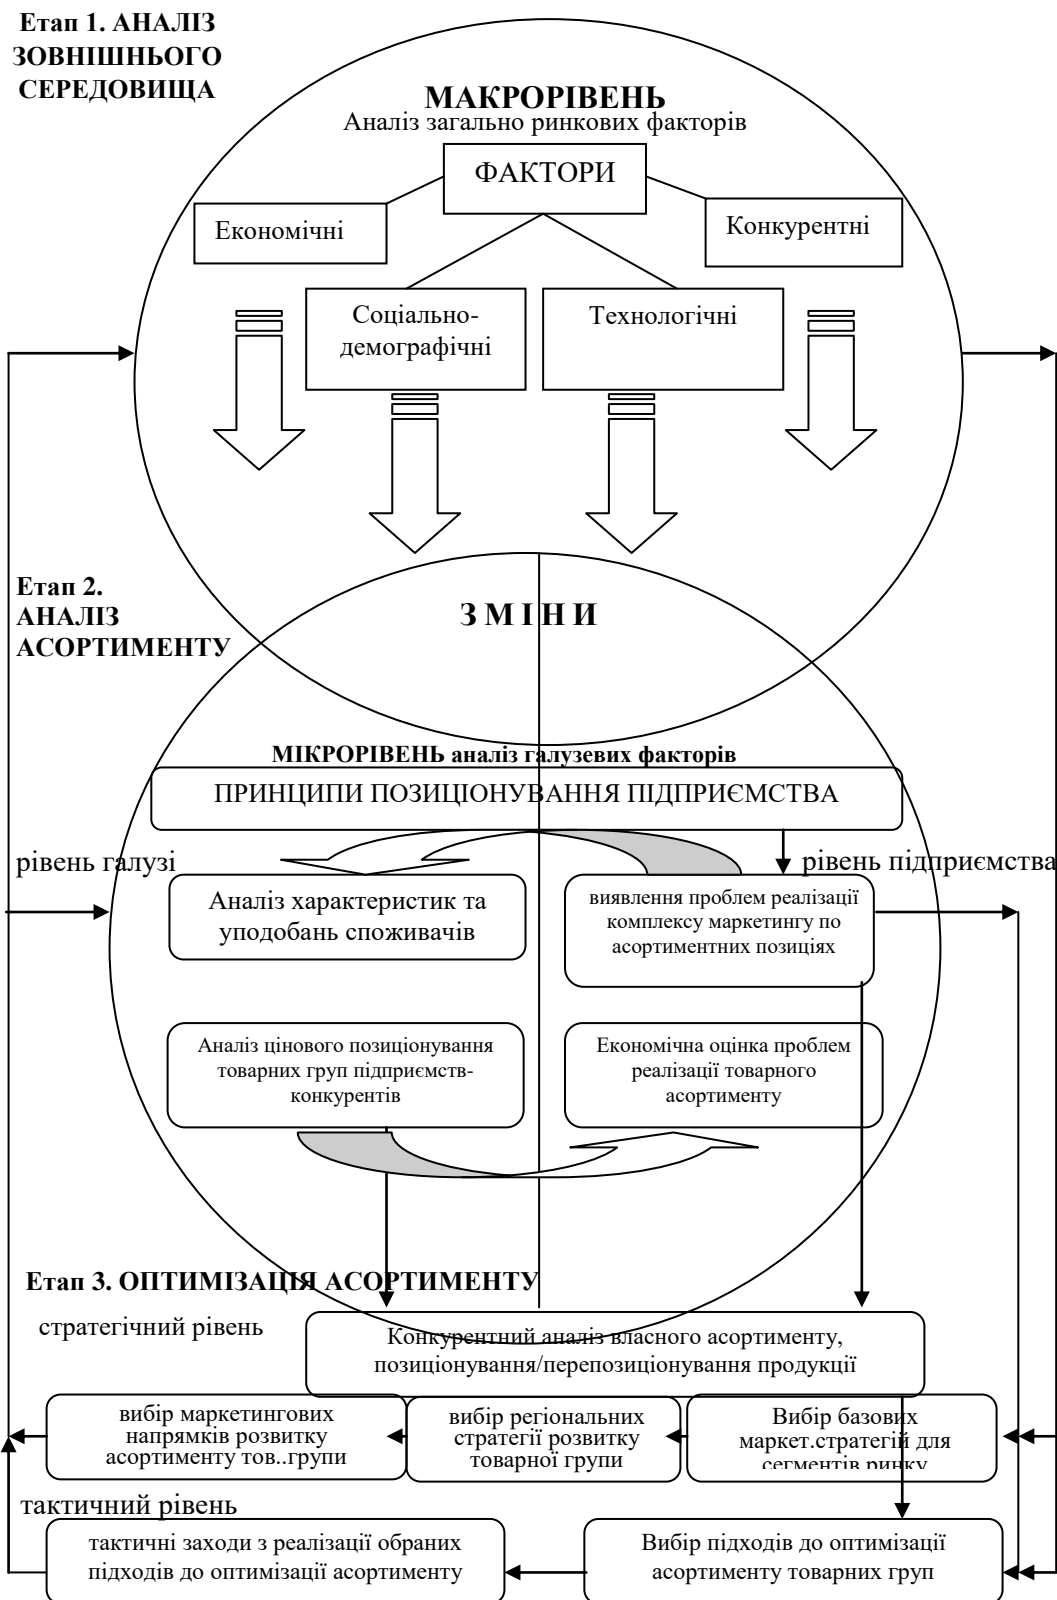 Етап 1. АНАЛІЗ
ЗОВНІШНЬОГО
СЕРЕДОВИЩА
МАКРОРІВЕНЬ
Аналіз загально ринкових факторів
ФАКТОРИ
Економічні
Конкурентні
Соціально-
демографічні
Технологічні
Етап 2.
АНАЛІЗ
АСОРТИМЕНТУ
З М І Н И
МІКРОРІВЕНЬ аналіз галузевих факторів
ПРИНЦИПИ ПОЗИЦІОНУВАННЯ ПІДПРИЄМСТВА
рівень галузі
рівень підприємства
Аналіз характеристик та
уподобань споживачів
виявлення проблем реалізації
комплексу маркетингу по
асортиментних позиціях
Аналіз цінового позиціонування
товарних груп підприємств-
конкурентів
Економічна оцінка проблем
реалізації товарного
асортименту
Етап 3. ОПТИМІЗАЦІЯ АСОРТИМЕНТУ
стратегічний рівень
Конкурентний аналіз власного асортименту,
позиціонування/перепозиціонування продукції
вибір маркетингових
напрямків розвитку
асортименту тов..групи
вибір регіональних
стратегії розвитку
товарної групи
Вибір базових
маркет.стратегій для
сегментів ринку
тактичний рівень
тактичні заходи з реалізації обраних
підходів до оптимізації асортименту
Вибір підходів до оптимізації
асортименту товарних груп